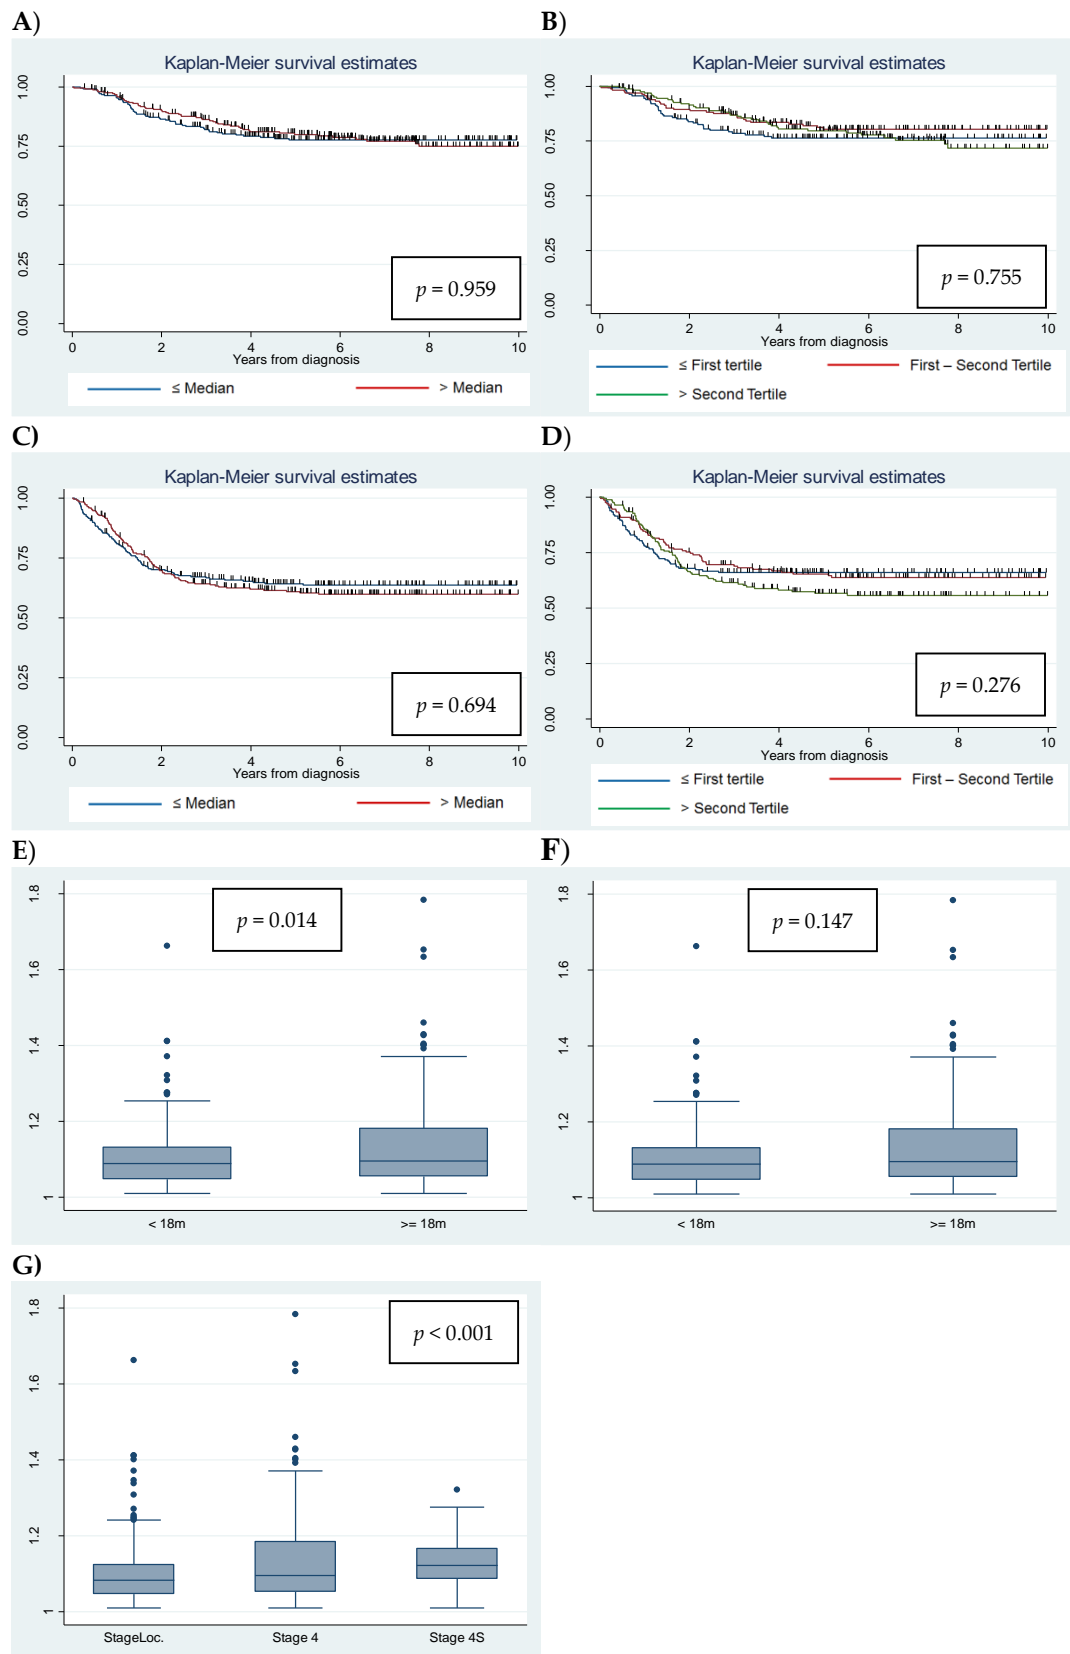 A)
Kaplan-Meier survival estimates
1.00
0.75
0.50
0.25
0.00
p = 0.959
0 2 4 6 8 10
Years from diagnosis
≤ Median > Median
B)
Kaplan-Meier survival estimates
1.00
0.75
0.50
0.25
0.00
p = 0.755
0 2 4 6 8 10
Years from diagnosis
≤ First tertile First – Second Tertile
> Second Tertile
C)
Kaplan-Meier survival estimates
1.00
0.75
0.50
0.25
0.00
p = 0.694
0 2 4 6 8 10
Years from diagnosis
≤ Median > Median
D)
Kaplan-Meier survival estimates
1.00
0.75
0.50
0.25
0.00
p = 0.276
0 2 4 6 8 10
Years from diagnosis
≤ First tertile First – Second Tertile
> Second Tertile
E)
1.8
1.6
1.4
1.2
1
p = 0.014
< 18m >= 18m
F)
1.8
1.6
1.4
1.2
1
p = 0.147
< 18m >= 18m
G)
1.8
1.6
1.4
1.2
1
p < 0.001
StageLoc. Stage 4 Stage 4S